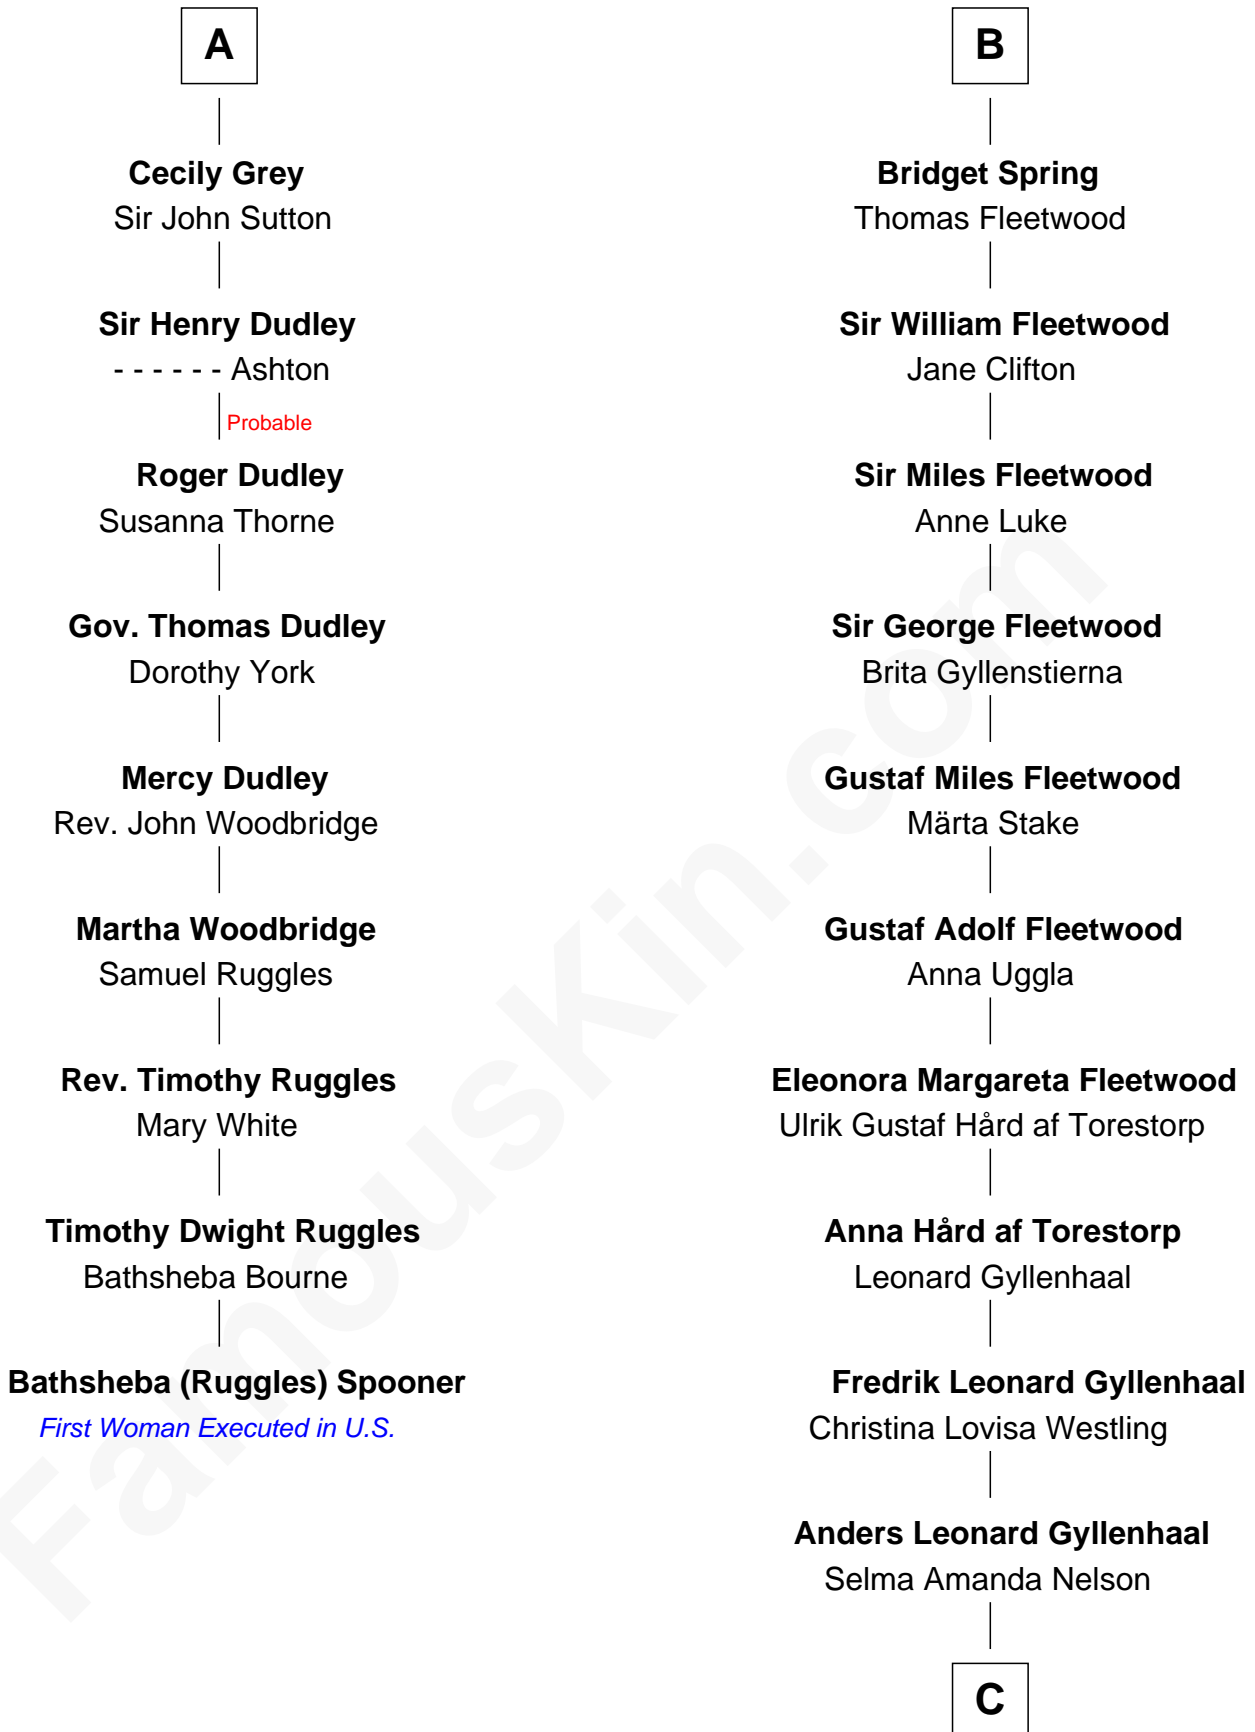 A
Cecily Grey
Sir John Sutton
Sir Henry Dudley
- - - - - - Ashton
Probable
Roger Dudley
Susanna Thorne
Gov. Thomas Dudley
Dorothy York
Mercy Dudley
Rev. John Woodbridge
Martha Woodbridge
Samuel Ruggles
Rev. Timothy Ruggles
Mary White
Timothy Dwight Ruggles
Bathsheba Bourne
Bathsheba (Ruggles) Spooner
First Woman Executed in U.S.
B
Bridget Spring
Thomas Fleetwood
Sir William Fleetwood
Jane Clifton
Sir Miles Fleetwood
Anne Luke
Sir George Fleetwood
Brita Gyllenstierna
Gustaf Miles Fleetwood
Märta Stake
Gustaf Adolf Fleetwood
Anna Uggla
Eleonora Margareta Fleetwood
Ulrik Gustaf Hård af Torestorp
Anna Hård af Torestorp
Leonard Gyllenhaal
Fredrik Leonard Gyllenhaal
Christina Lovisa Westling
Anders Leonard Gyllenhaal
Selma Amanda Nelson
C
FamousKin.com